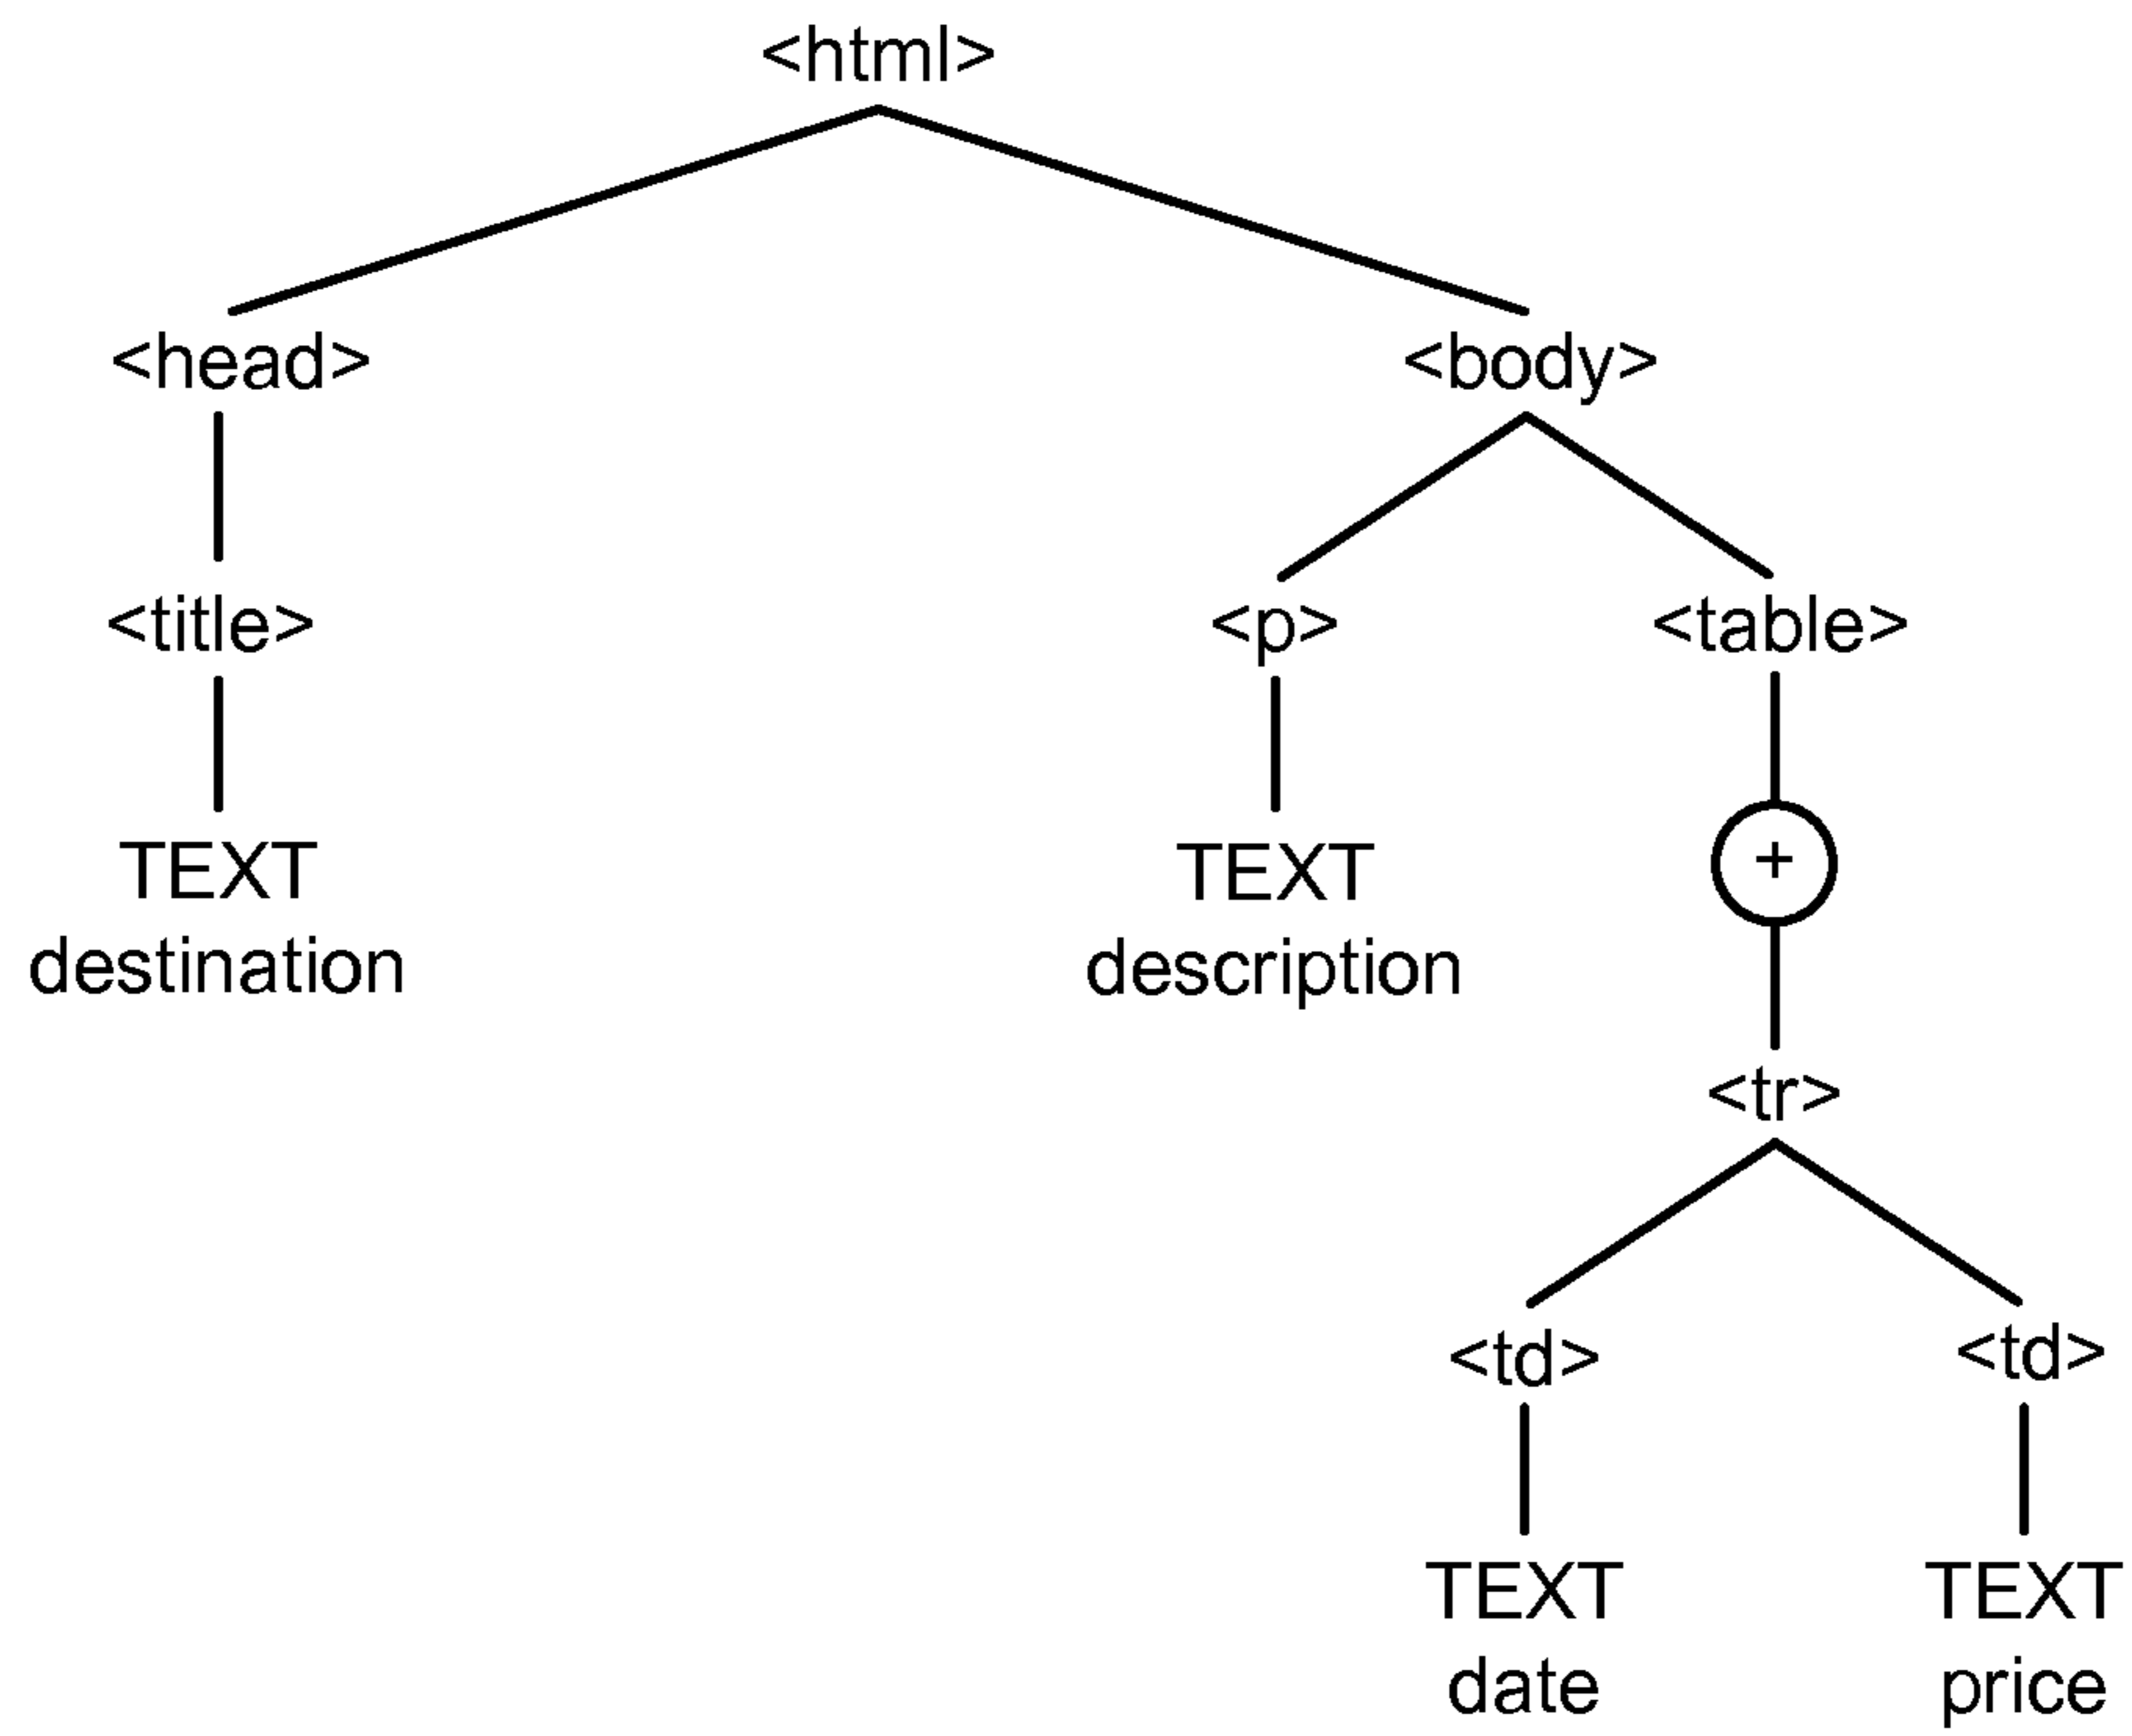 <html>
<head>
<body>
<title>
<p>
<table>
TEXT
destination
TEXT
description
+
<tr>
<td>
<td>
TEXT
date
TEXT
price